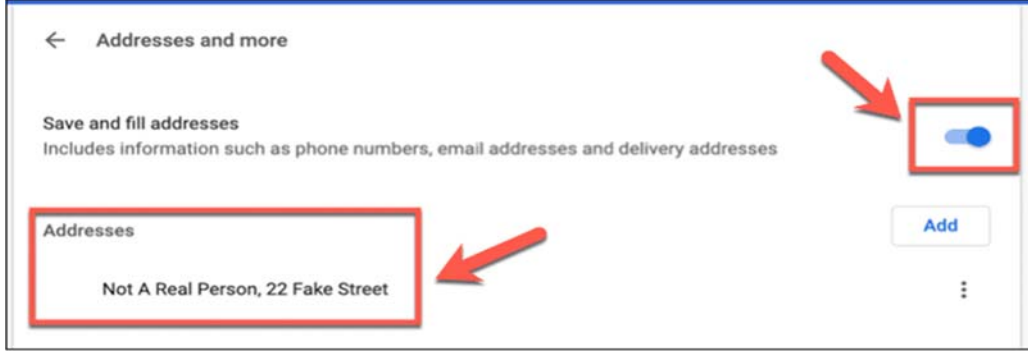 Addresses and more
Save and fill addresses
Includes information such as phone numbers, email addresses and delivery addresses
Addresses
Add
Not A Real Person, 22 Fake Street